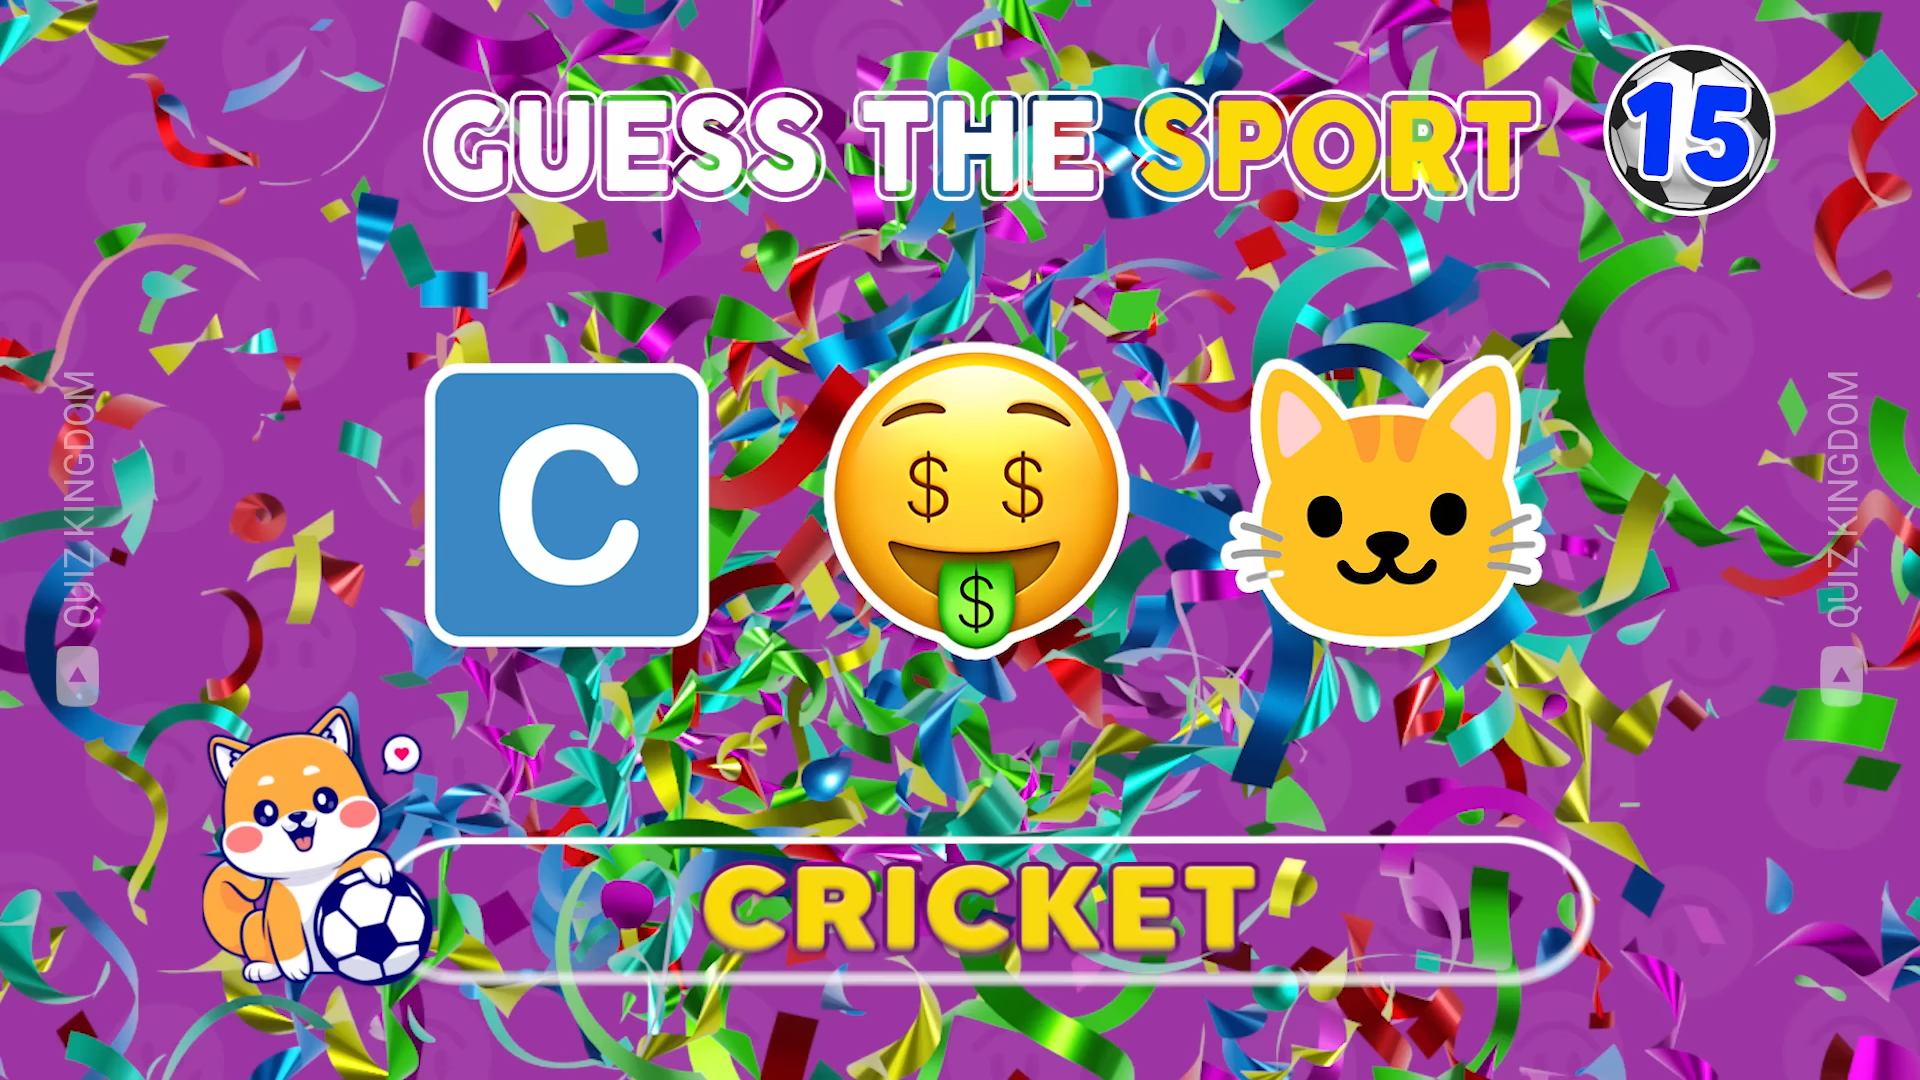 GUESS THE SPORT
15
C
$ $
$
CRICKET
QUIZ KINGDOM
QUIZ KINGDOM